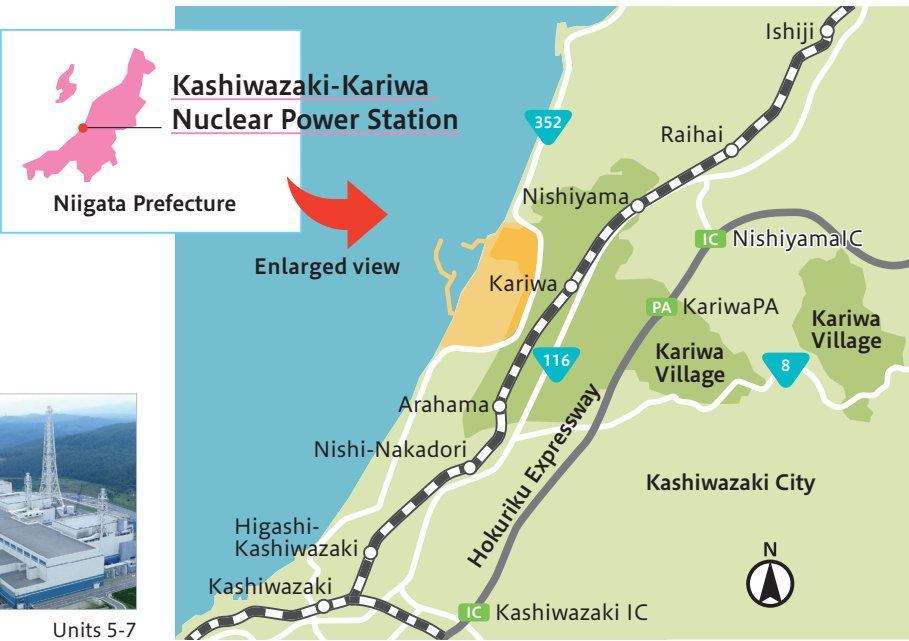 Kashiwazaki-Kariwa
Nuclear Power Station
Niigata Prefecture
Enlarged view
Ishiji
352
Raihai
Nishiyama
IC NishiyamaIC
Kariwa
PA KariwaPA
Kariwa
Village
Kariwa
Village
116
8
Arahama
Hokuriku Expressway
Nishi-Nakadori
Kashiwazaki City
Higashi-
Kashiwazaki
Kashiwazaki
N
IC Kashiwazaki IC
Units 5-7